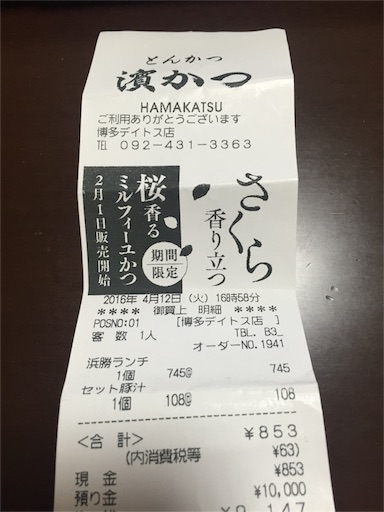 とんかつ
濵かつ
HAMAKATSU
ご利用ありがとうございます
博多デイトス店
TEL 092-431-3363
さくら
香り立つ
期間
限定
桜香る
ミルフィーユかつ
2月1日販売開始
2016年 4月12日 (火) 16時58分
**** 御買上 明細 ****
POSNO:01 [博多デイトス店 ]
客 数 1人 TBL. B3_
オーダーNO.1941
浜勝ランチ
1個 745@ 745
セット豚汁
1個 108@ 108
<合 計> ¥853
(内消費税等 ¥63)
現 金 ¥853
預り金 ¥10,000
147